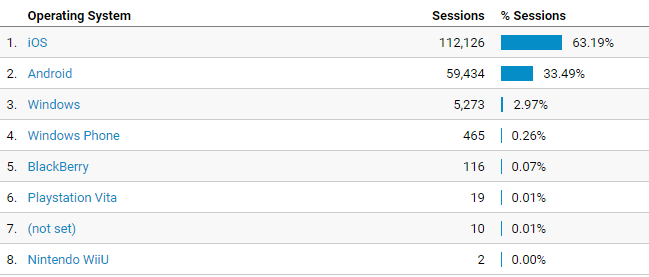 Operating System Sessions % Sessions
1. iOS 112,126 63.19%
2. Android 59,434 33.49%
3. Windows 5,273 2.97%
4. Windows Phone 465 0.26%
5. BlackBerry 116 0.07%
6. Playstation Vita 19 0.01%
7. (not set) 10 0.01%
8. Nintendo WiiU 2 0.00%